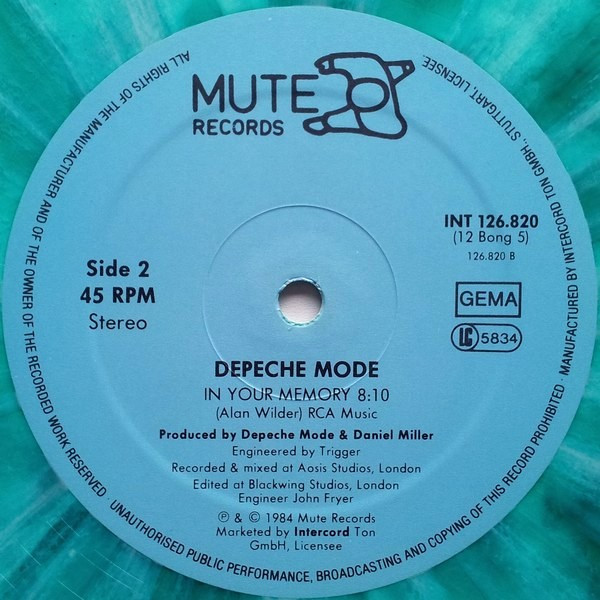 MUTE
RECORDS
INT 126.820
(12 Bong 5)
126.820 B
Side 2
45 RPM
Stereo
GEMA
LC 5834
DEPECHE MODE
IN YOUR MEMORY 8:10
(Alan Wilder) RCA Music
Produced by Depeche Mode & Daniel Miller
Engineered by Trigger
Recorded & mixed at Aosis Studios, London
Edited at Blackwing Studios, London
Engineer John Fryer
℗ & © 1984 Mute Records
Marketed by Intercord Ton
GmbH, Licensee
ALL RIGHTS OF THE MANUFACTURER AND OF THE OWNER OF THE RECORDED WORK RESERVED · UNAUTHORISED PUBLIC PERFORMANCE, BROADCASTING AND COPYING OF THIS RECORD PROHIBITED · MANUFACTURED BY INTERCORD TON GMBH, STUTTGART, LICENSEE.